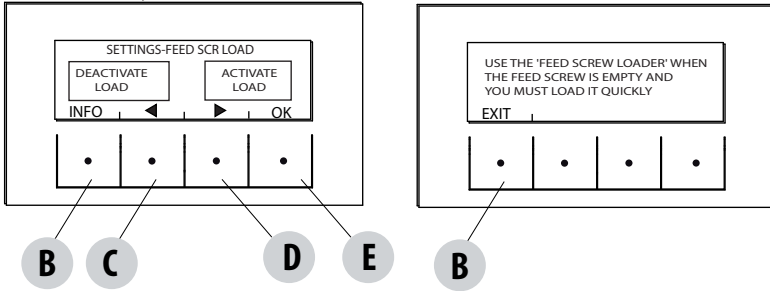 SETTINGS-FEED SCR LOAD
DEACTIVATE
LOAD
ACTIVATE
LOAD
INFO ◀ ▶ OK
B C D E
USE THE 'FEED SCREW LOADER' WHEN
THE FEED SCREW IS EMPTY AND
YOU MUST LOAD IT QUICKLY
EXIT
B